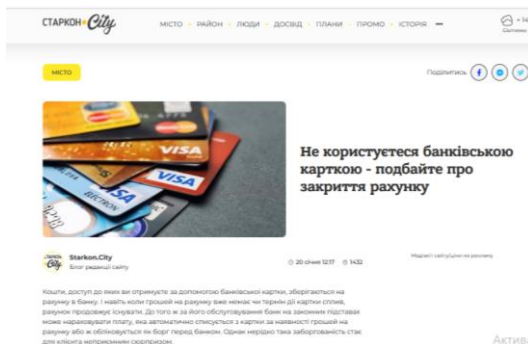 СТАРКОН City
МІСТО РАЙОН ЛЮДИ ДОСВІД ПЛАНИ ПРОМО ІСТОРІЯ
МІСТО
Поділитись
VISA
VISA
ELECTRON
Не користуєтеся банківською
карткою - подбайте про
закриття рахунку
Starkon.City
Блог редакції сайту
20 січня 12:17 1432
Кошти, доступ до яких ви отримуєте за допомогою банківської картки, зберігаються на
рахунку в банку. І навіть коли грошей на рахунку вже немає чи термін дії картки сплив,
рахунок продовжує існувати. До того ж за його обслуговування банк на законних підставах
може нараховувати плату, яка автоматично списується з картки за наявності грошей на
рахунку або ж обліковується як борг перед банком. Однак нерідко така заборгованість стає
для клієнта неприємним сюрпризом.
Актива